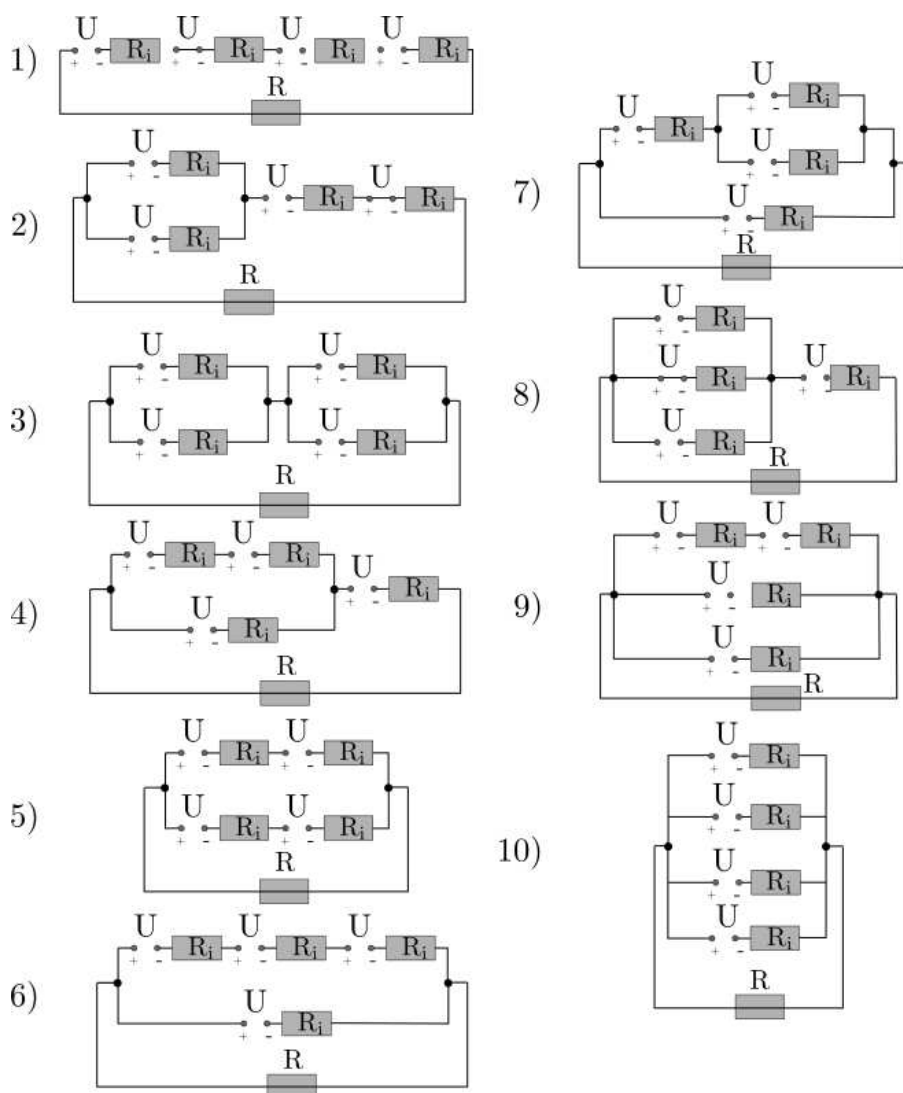 1)
U U U U
+ - Ri + - Ri + - Ri + - Ri
R
2)
U
+ - Ri
U U
+ - Ri + - Ri
U
+ - Ri
R
3)
U U
+ - Ri + - Ri
U U
+ - Ri + - Ri
R
4)
U U
+ - Ri + - Ri
U
+ - Ri
U
+ - Ri
R
5)
U U
+ - Ri + - Ri
U U
+ - Ri + - Ri
R
6)
U U U
+ - Ri + - Ri + - Ri
U
+ - Ri
R
7)
U
+ - Ri
U
+ - Ri
U
+ - Ri
U
+ - Ri
R
8)
U
+ - Ri
U U
+ - Ri + - Ri
U
+ - Ri
R
9)
U U
+ - Ri + - Ri
U
+ - Ri
U
+ - Ri
R
10)
U
+ - Ri
U
+ - Ri
U
+ - Ri
U
+ - Ri
R